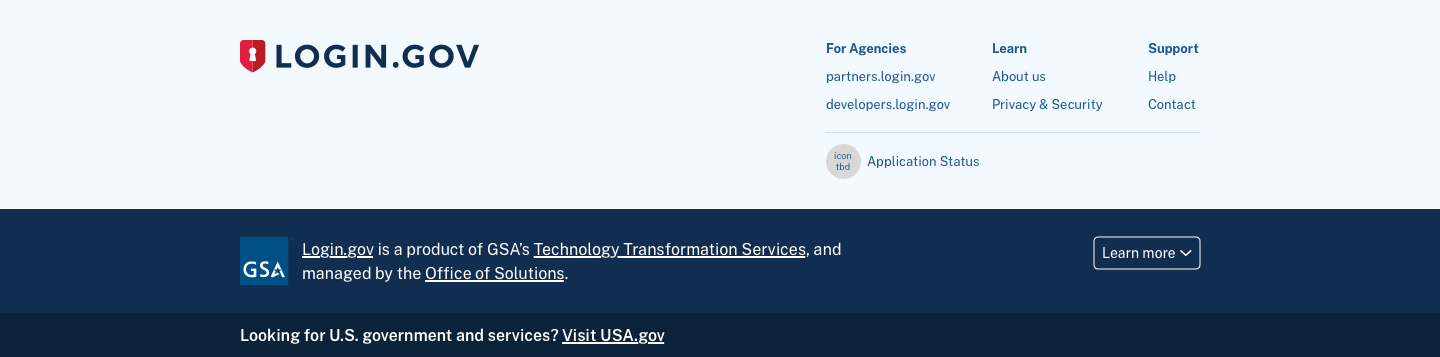 LOGIN.GOV
For Agencies
partners.login.gov
developers.login.gov
Learn
About us
Privacy & Security
Support
Help
Contact
icon
tbd
Application Status
GSA
Login.gov is a product of GSA’s Technology Transformation Services, and
managed by the Office of Solutions.
Learn more
Looking for U.S. government and services? Visit USA.gov